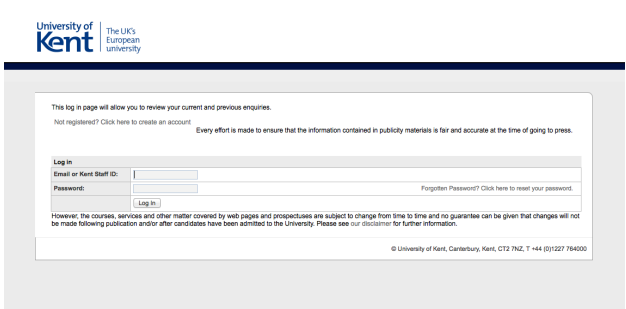 University of
Kent
The UK's
European
university
This log in page will allow you to review your current and previous enquiries.
Not registered? Click here to create an account
Every effort is made to ensure that the information contained in publicity materials is fair and accurate at the time of going to press.
Log in
Email or Kent Staff ID:
Password:
Forgotten Password? Click here to reset your password.
Log In
However, the courses, services and other matter covered by web pages and prospectuses are subject to change from time to time and no guarantee can be given that changes will not
be made following publication and/or after candidates have been admitted to the University. Please see our disclaimer for further information.
© University of Kent, Canterbury, Kent, CT2 7NZ, T +44 (0)1227 764000